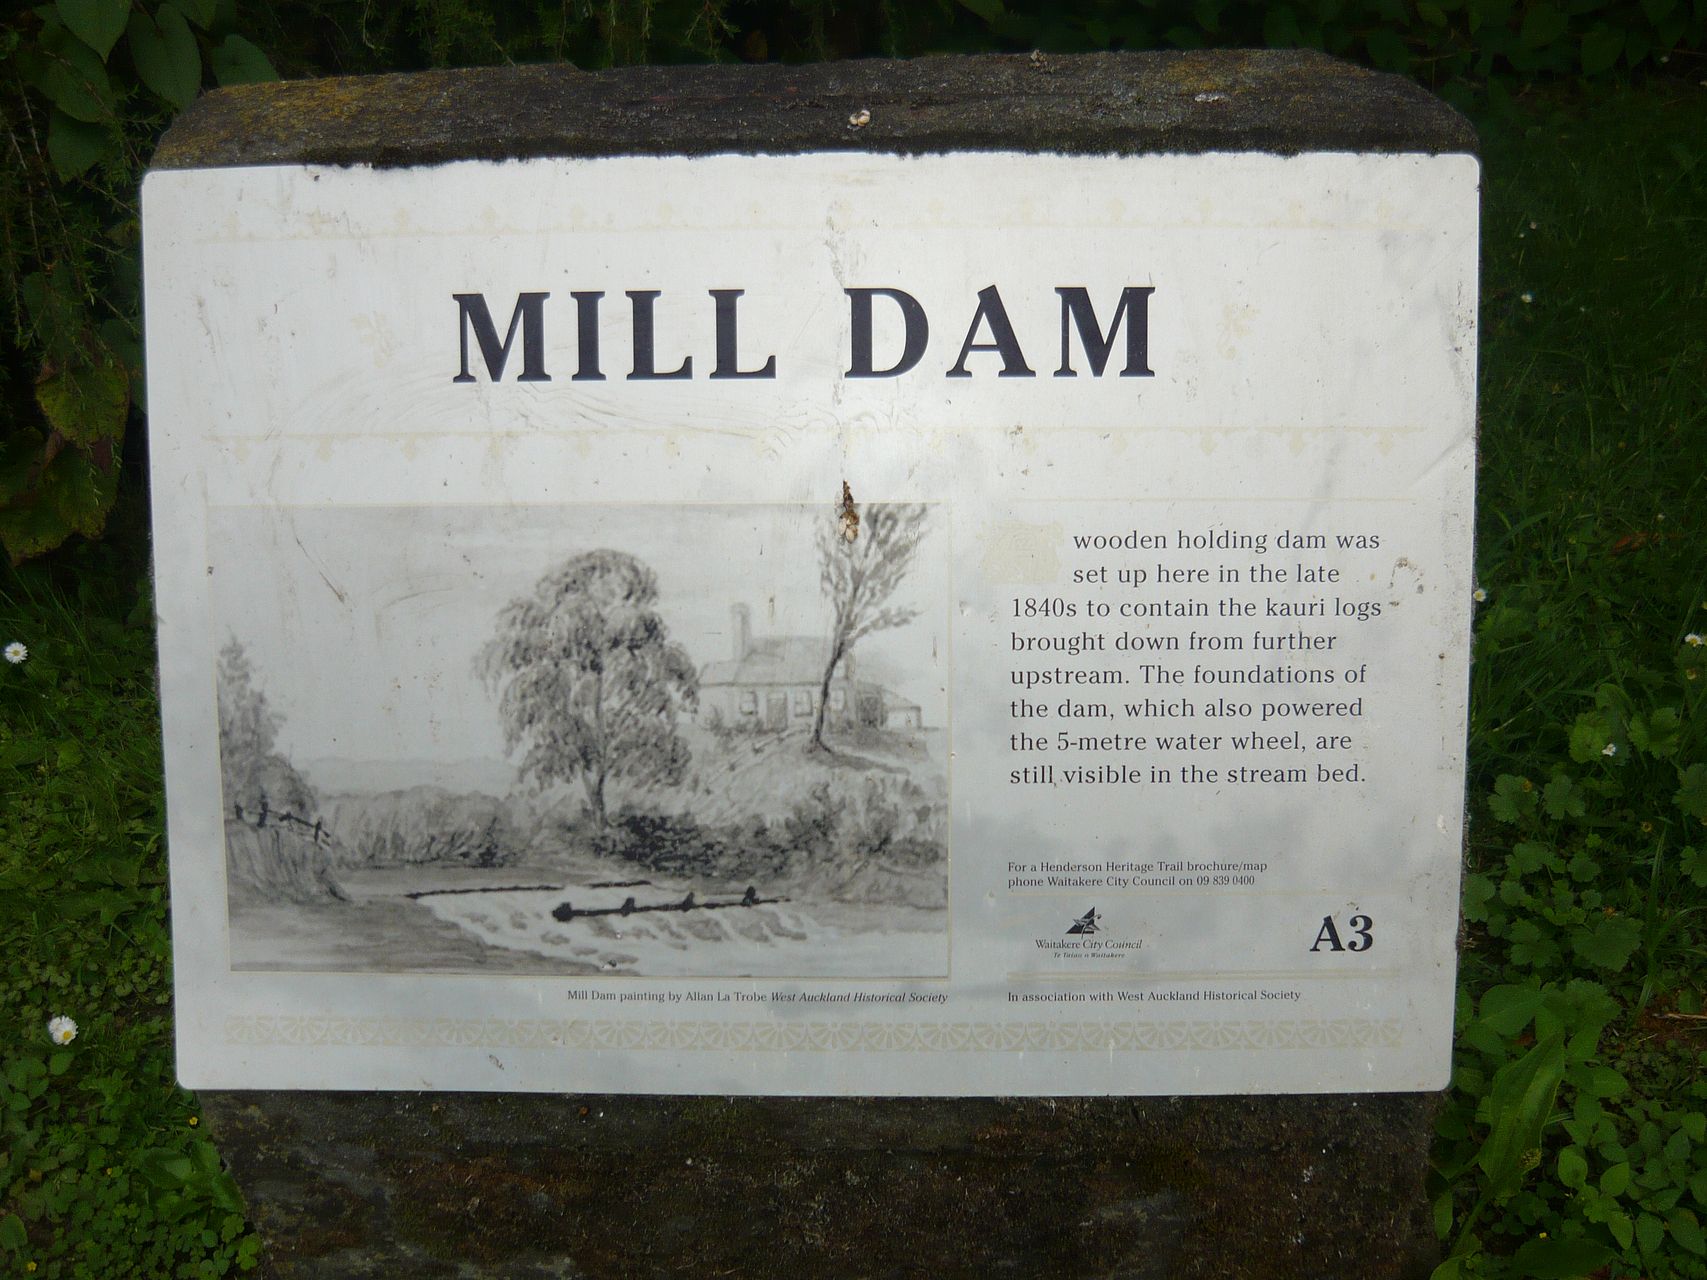 MILL DAM
wooden holding dam was
set up here in the late
1840s to contain the kauri logs
brought down from further
upstream. The foundations of
the dam, which also powered
the 5-metre water wheel, are
still visible in the stream bed.
For a Henderson Heritage Trail brochure/map
phone Waitakere City Council on 09 839 0400
Waitakere City Council
Te Taiao o Waitakere
A3
Mill Dam painting by Allan La Trobe West Auckland Historical Society
In association with West Auckland Historical Society